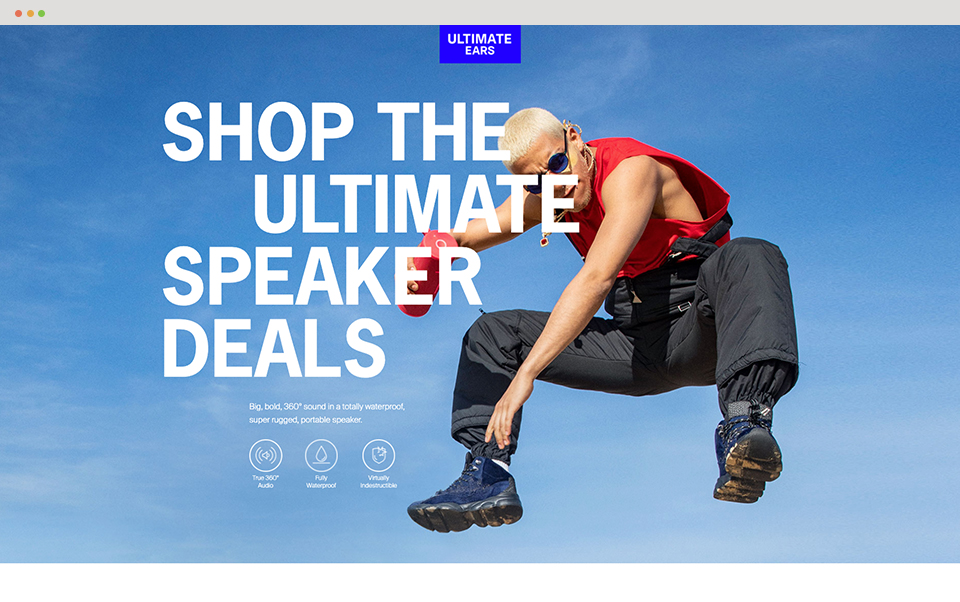 ULTIMATE
EARS
SHOP THE
ULTIMATE
SPEAKER
DEALS
Big, bold, 360° sound in a totally waterproof,
super rugged, portable speaker.
True 360°
Audio
Fully
Waterproof
Virtually
Indestructible